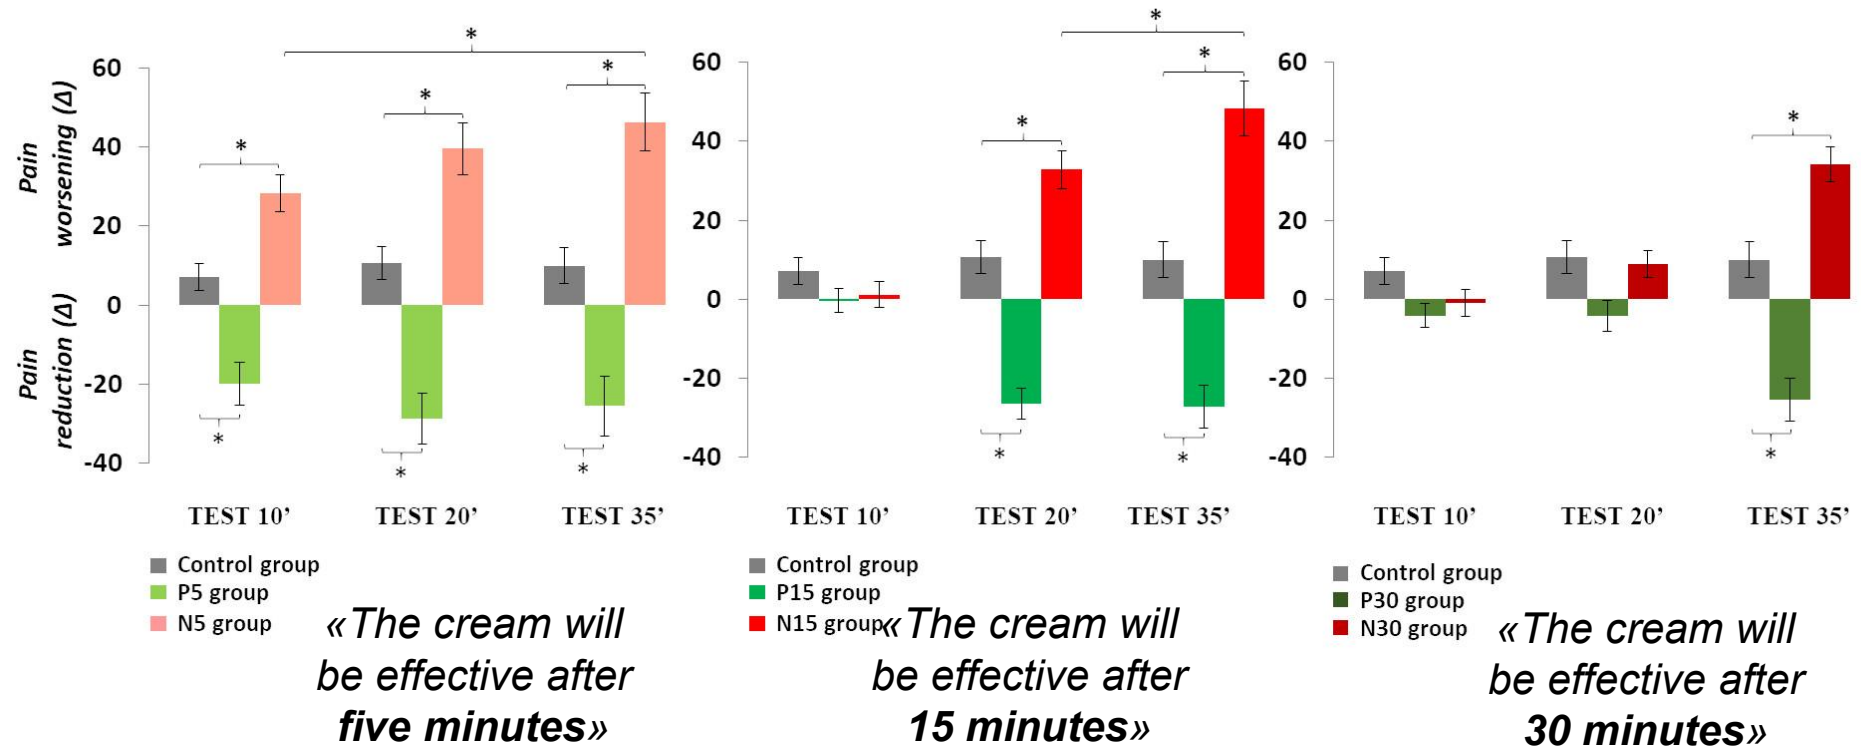 Pain
worsening (Δ)
Pain
reduction (Δ)
60
40
20
0
-20
-40
*
*
*
*
*
*
*
TEST 10’
TEST 20’
TEST 35’
Control group
P5 group
N5 group
«The cream will
be effective after
five minutes»
60
40
20
0
-20
-40
*
*
*
*
*
TEST 10’
TEST 20’
TEST 35’
Control group
P15 group
N15 group
«The cream will
be effective after
15 minutes»
60
40
20
0
-20
-40
*
*
TEST 10’
TEST 20’
TEST 35’
Control group
P30 group
N30 group
«The cream will
be effective after
30 minutes»